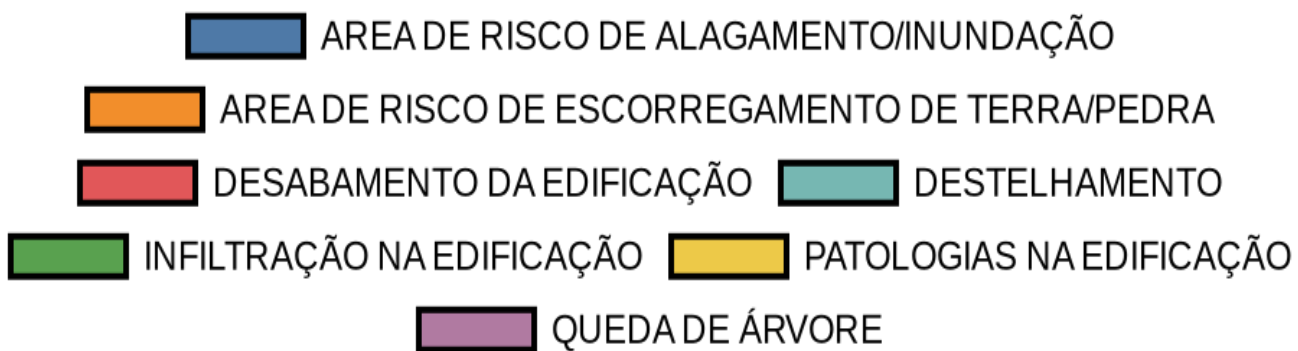 AREA DE RISCO DE ALAGAMENTO/INUNDAÇÃO
AREA DE RISCO DE ESCORREGAMENTO DE TERRA/PEDRA
DESABAMENTO DA EDIFICAÇÃO DESTELHAMENTO
INFILTRAÇÃO NA EDIFICAÇÃO PATOLOGIAS NA EDIFICAÇÃO
QUEDA DE ÁRVORE